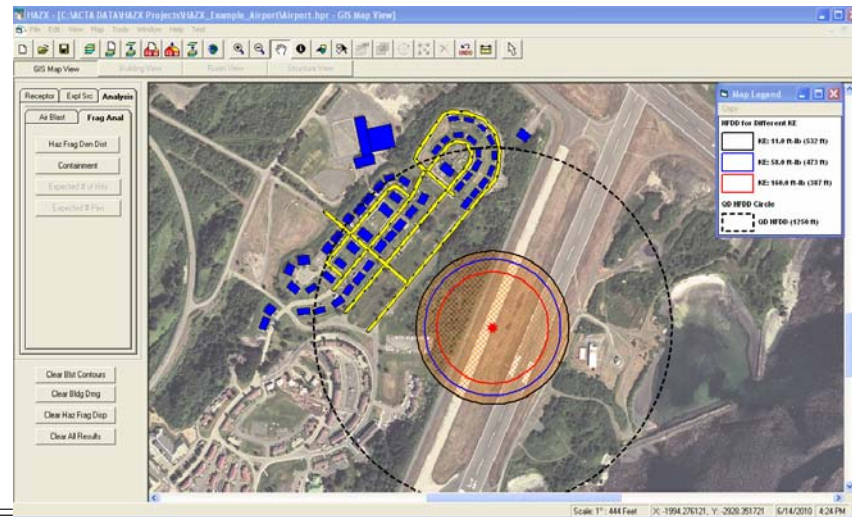 HAZX - [C:\ACTA DATA\HAZX Projects\HAZX_Example_Airport\Airport.hpr - GIS Map View]
File Edit View Map Tools Window Help Test
GIS Map View Building View Room View Structure View
Receptor Expl Src Analysis
Air Blast Frag Anal
Haz Frag Dwn Dist
Containment
Expected # of Hits
Expected # Pen
Clear Blst Contours
Clear Bldg Dmg
Clear Haz Frag Disp
Clear All Results
Map Legend
Copy
HFDD for Different KE
KE: 11.0 ft-lb (532 ft)
KE: 58.0 ft-lb (473 ft)
KE: 160.0 ft-lb (387 ft)
QD HFDD Circle
QD HFDD (1250 ft)
Scale: 1" : 444 Feet X: -1994.276121, Y: -2928.351721 6/14/2010 4:24 PM